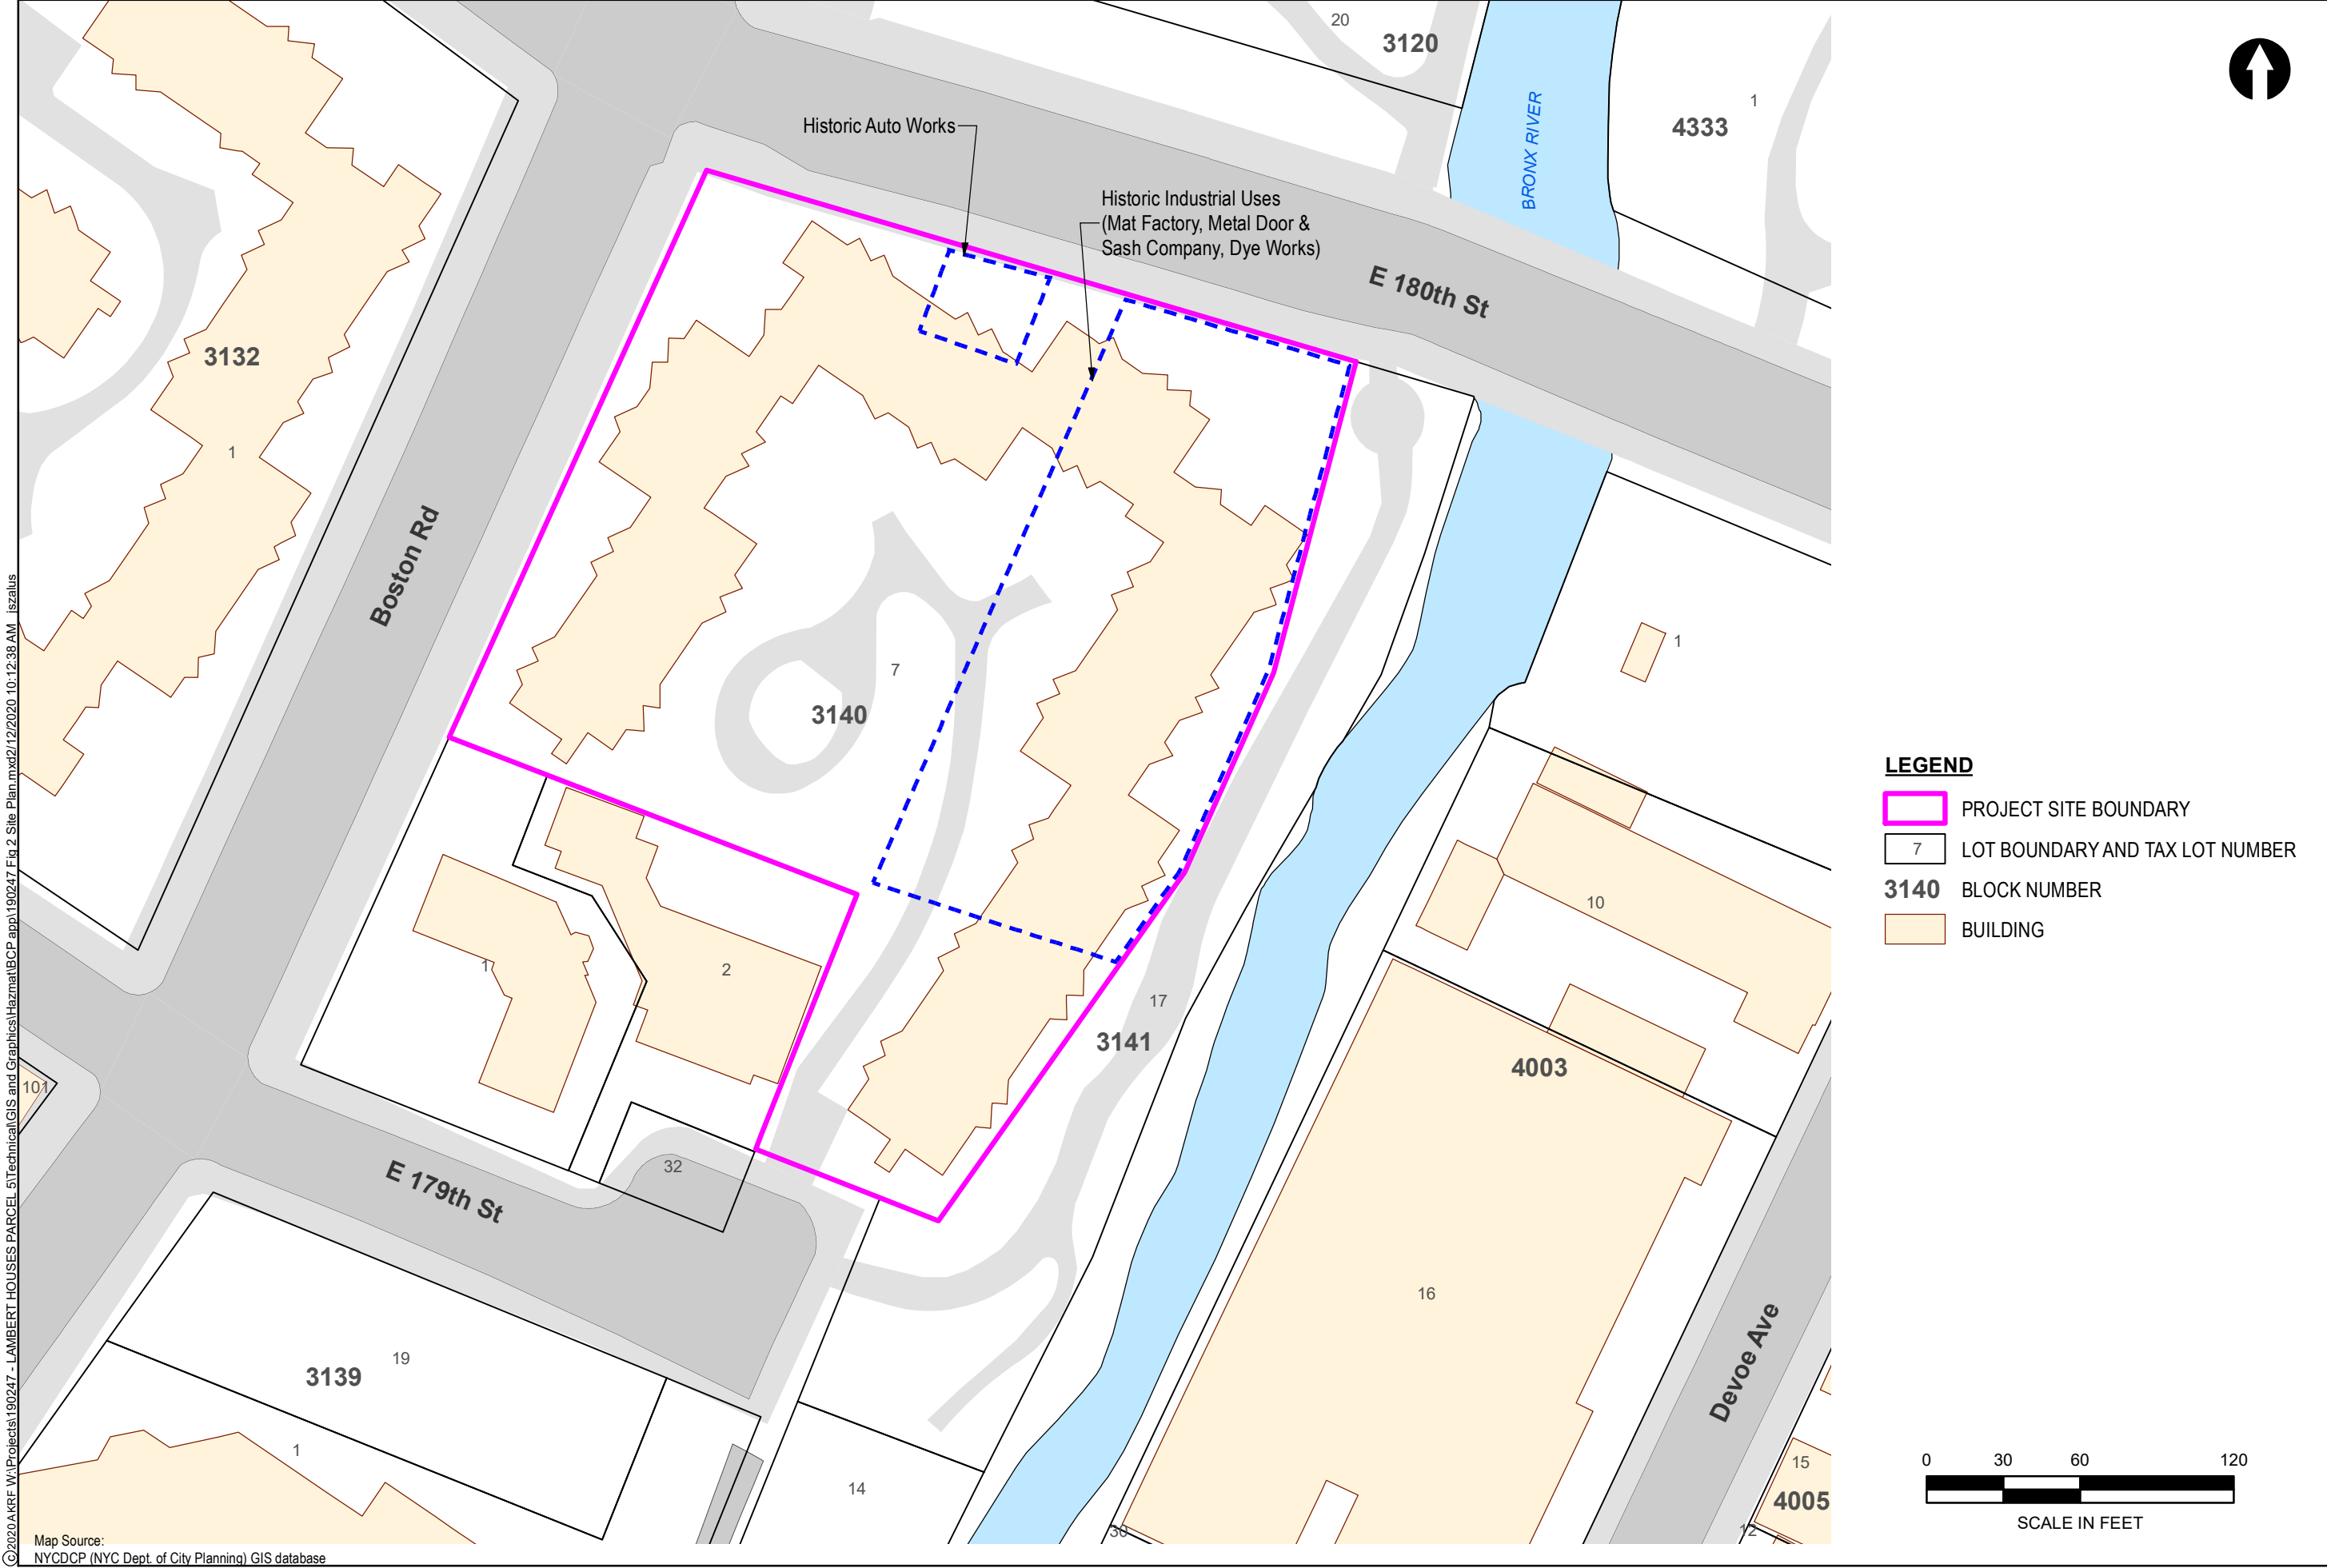 20
3120
1
4333
BRONX RIVER
Historic Auto Works
Historic Industrial Uses
(Mat Factory, Metal Door &
Sash Company, Dye Works)
E 180th St
3132
1
Boston Rd
7
3140
1
10
1
2
17
3141
4003
101
32
E 179th St
16
Devoe Ave
19
3139
1
14
15
4005
30
12
LEGEND
PROJECT SITE BOUNDARY
7 LOT BOUNDARY AND TAX LOT NUMBER
3140 BLOCK NUMBER
BUILDING
0 30 60 120
SCALE IN FEET
Map Source:
NYCDCP (NYC Dept. of City Planning) GIS database
©2020 AKRF W:\Projects\190247 - LAMBERT HOUSES PARCEL 5\Technical\GIS and Graphics\Hazmat\BCP app\190247 Fig 2 Site Plan.mxd2/12/2020 10:12:38 AM iszalus